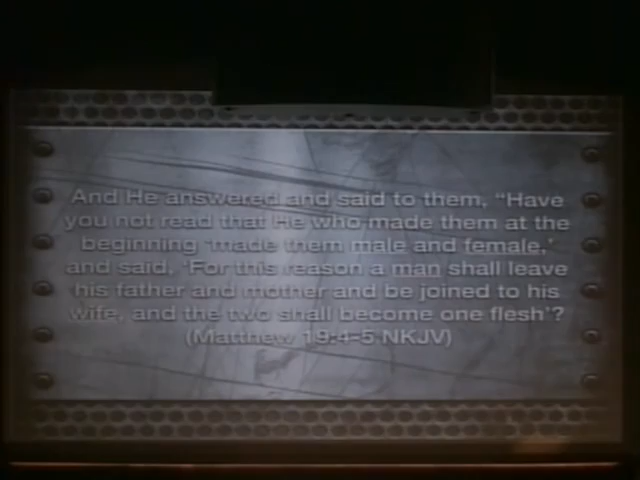 And He answered and said to them, "Have
you not read that He who made them at the
beginning 'made them male and female,'
and said, 'For this reason a man shall leave
his father and mother and be joined to his
wife, and the two shall become one flesh'?
(Matthew 19:4-5 NKJV)